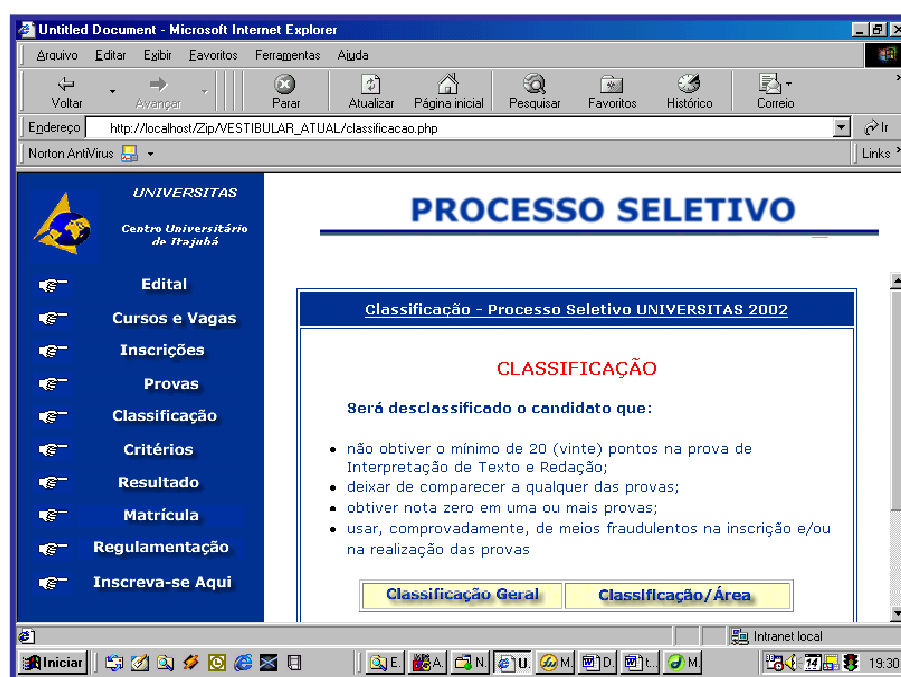 Untitled Document - Microsoft Internet Explorer
Arquivo Editar Exibir Favoritos Ferramentas Ajuda
Voltar Avançar Parar Atualizar Página inicial Pesquisar Favoritos Histórico Correio
Endereço http://localhost/Zip/VESTIBULAR_ATUAL/classificacao.php Ir
Norton AntiVirus Links
UNIVERSITAS
Centro Universitário
de Itajubá
PROCESSO SELETIVO
Edital
Cursos e Vagas
Inscrições
Provas
Classificação
Critérios
Resultado
Matrícula
Regulamentação
Inscreva-se Aqui
Classificação - Processo Seletivo UNIVERSITAS 2002
CLASSIFICAÇÃO
Será desclassificado o candidato que:
não obtiver o mínimo de 20 (vinte) pontos na prova de
Interpretação de Texto e Redação;
deixar de comparecer a qualquer das provas;
obtiver nota zero em uma ou mais provas;
usar, comprovadamente, de meios fraudulentos na inscrição e/ou
na realização das provas
Classificação Geral Classificação/Área
Intranet local
Iniciar E. A. N. U. M. D. t... M. 14 19:30